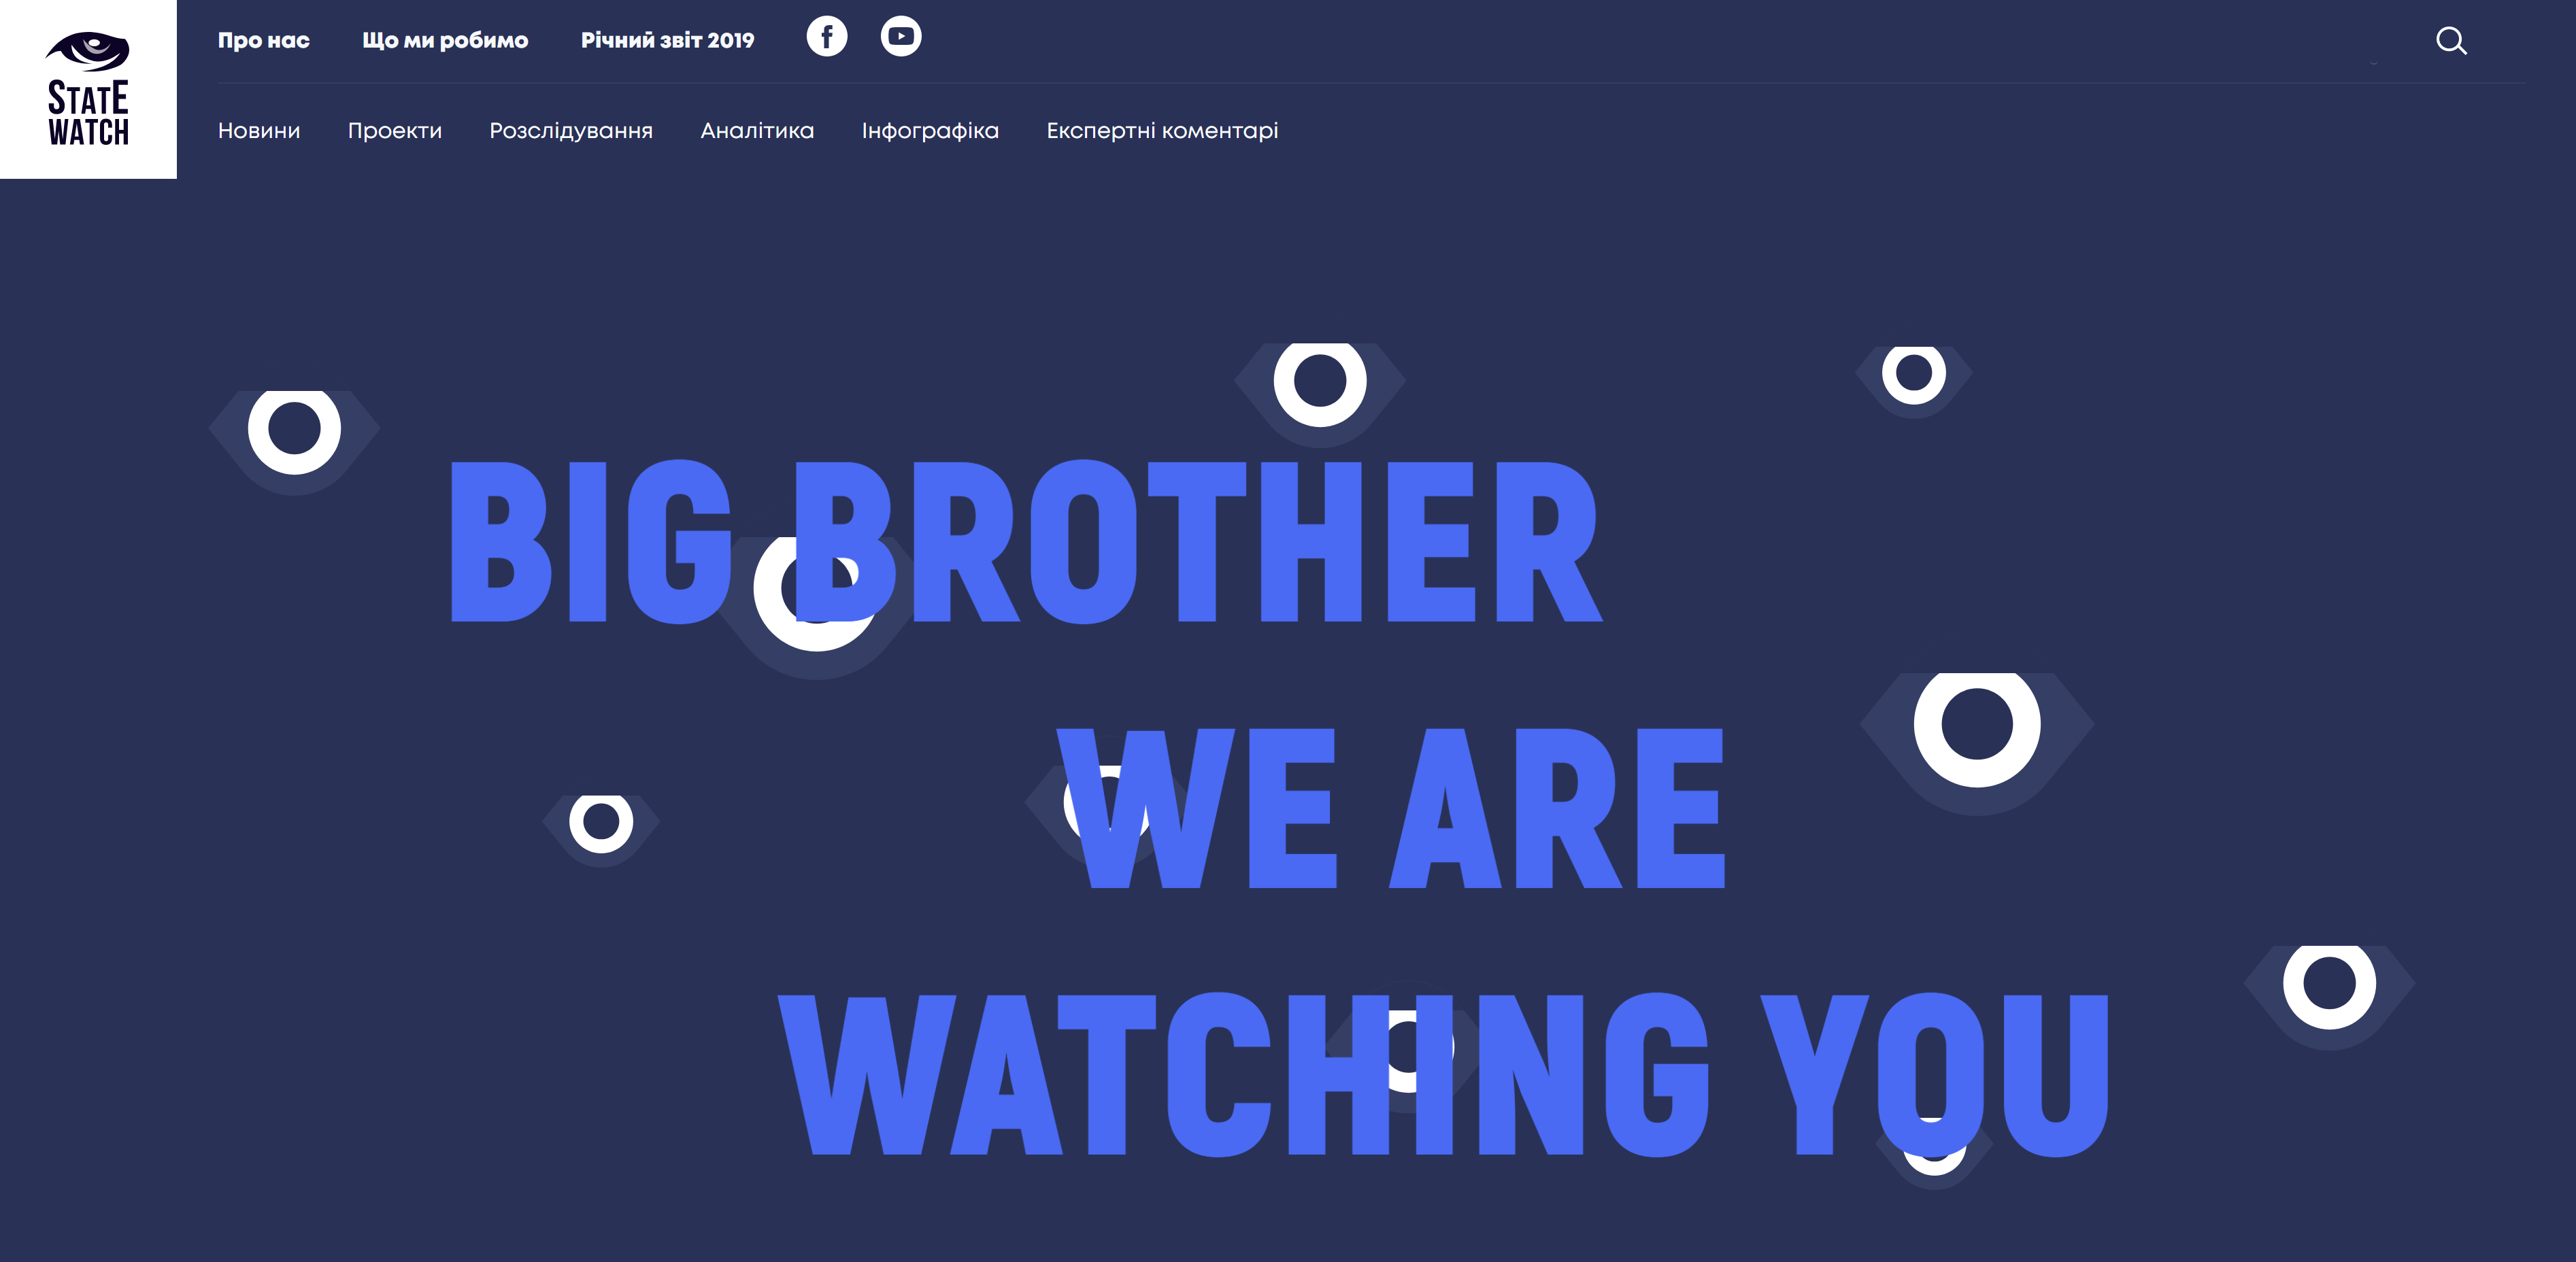 STATE
WATCH
Про нас Що ми робимо Річний звіт 2019
Новини Проекти Розслідування Аналітика Інфографіка Експертні коментарі
BIG BROTHER
WE ARE
WATCHING YOU